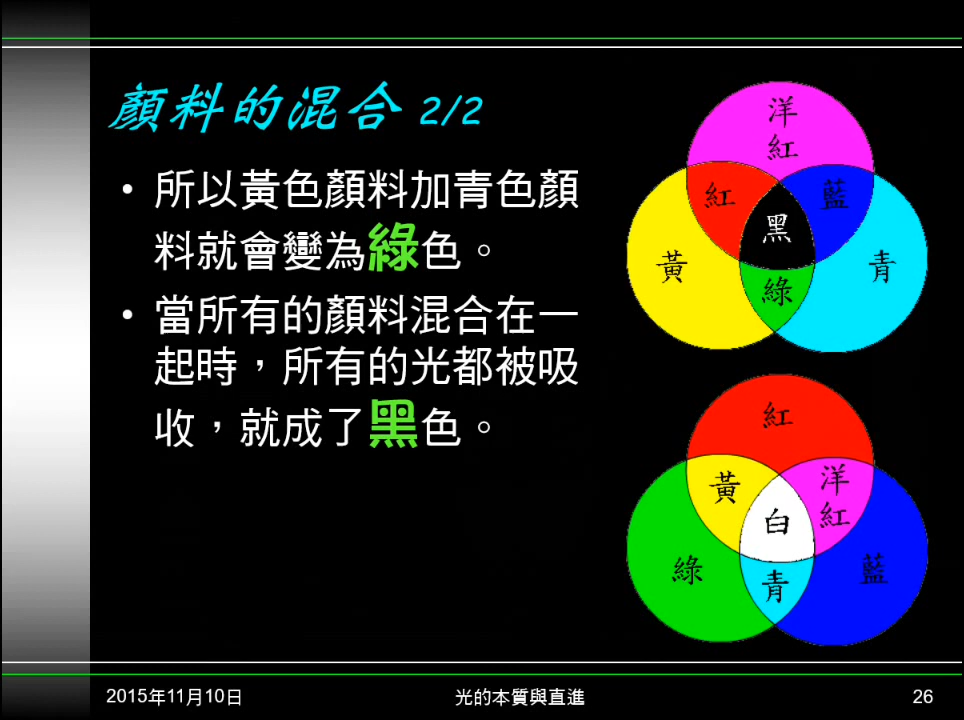 顏料的混合 2/2
• 所以黃色顏料加青色顏
料就會變為綠色。
• 當所有的顏料混合在一
起時，所有的光都被吸
收，就成了黑色。
洋
紅
紅
藍
黑
黃
青
綠
紅
黃
洋
紅
白
綠
青
藍
2015年11月10日
光的本質與直進
26